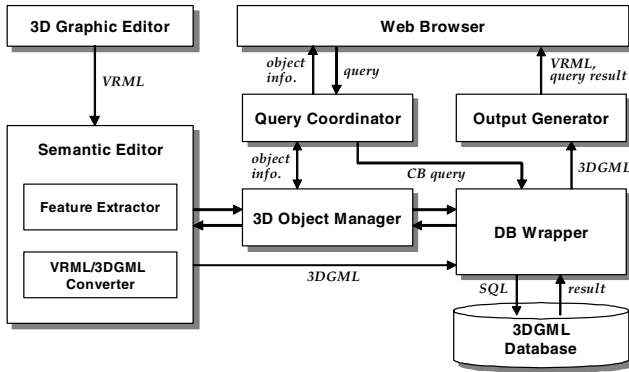 3D Graphic Editor
Web Browser
VRML
object
info.
query
VRML,
query result
Query Coordinator
Output Generator
Semantic Editor
object
info.
CB query
3DGML
Feature Extractor
3D Object Manager
DB Wrapper
VRML/3DGML
Converter
3DGML
SQL
result
3DGML
Database